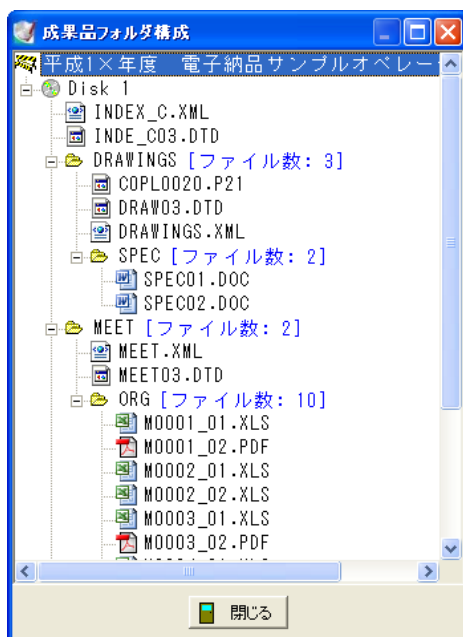 成果品フォルダ構成
平成1×年度 電子納品サンプルオペレー
Disk 1
INDEX_C.XML
INDE_C03.DTD
DRAWINGS [ファイル数: 3]
COPL0020.P21
DRAW03.DTD
DRAWINGS.XML
SPEC [ファイル数: 2]
SPEC01.DOC
SPEC02.DOC
MEET [ファイル数: 2]
MEET.XML
MEET03.DTD
ORG [ファイル数: 10]
M0001_01.XLS
M0001_02.PDF
M0002_01.XLS
M0002_02.XLS
M0003_01.XLS
M0003_02.PDF
閉じる